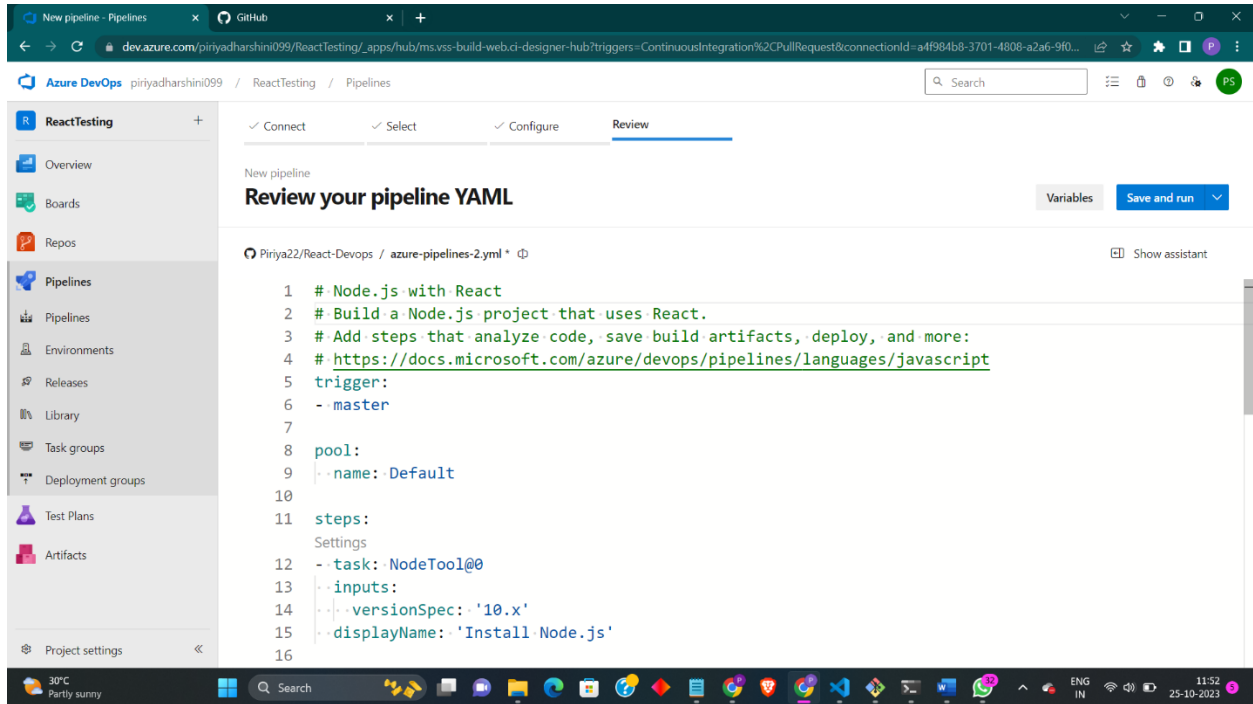 New pipeline - Pipelines
GitHub
dev.azure.com/piriyadharshini099/ReactTesting/_apps/hub/ms.vss-build-web.ci-designer-hub?triggers=ContinuousIntegration%2CPullRequest&connectionId=a4f984b8-3701-4808-a2a6-9f0...
P
Azure DevOps piriyadharshini099 / ReactTesting / Pipelines
Search
PS
R ReactTesting
Overview
Boards
Repos
Pipelines
Pipelines
Environments
Releases
Library
Task groups
Deployment groups
Test Plans
Artifacts
Project settings
Connect
Select
Configure
Review
New pipeline
Review your pipeline YAML
Variables
Save and run
Piriya22/React-Devops / azure-pipelines-2.yml *
Show assistant
1 # Node.js with React
2 # Build a Node.js project that uses React.
3 # Add steps that analyze code, save build artifacts, deploy, and more:
4 # https://docs.microsoft.com/azure/devops/pipelines/languages/javascript
5 trigger:
6 - master
7
8 pool:
9 name: Default
10
11 steps:
Settings
12 - task: NodeTool@0
13 inputs:
14 versionSpec: '10.x'
15 displayName: 'Install Node.js'
16
30°C
Partly sunny
Search
32
ENG
IN
11:52
25-10-2023
5